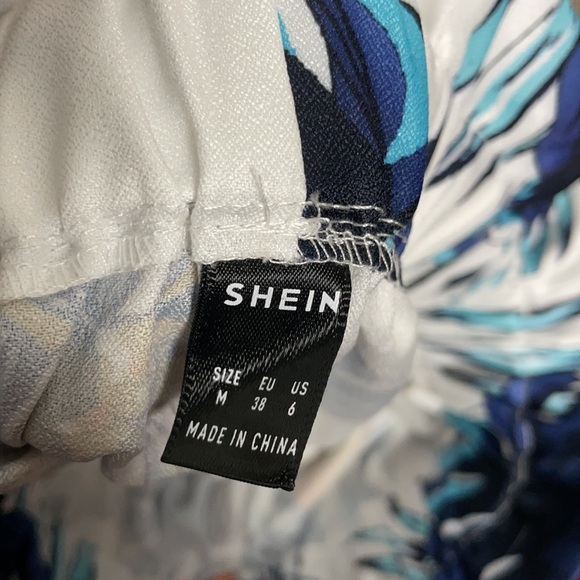 SHEIN
SIZE EU US
M 38 6
MADE IN CHINA